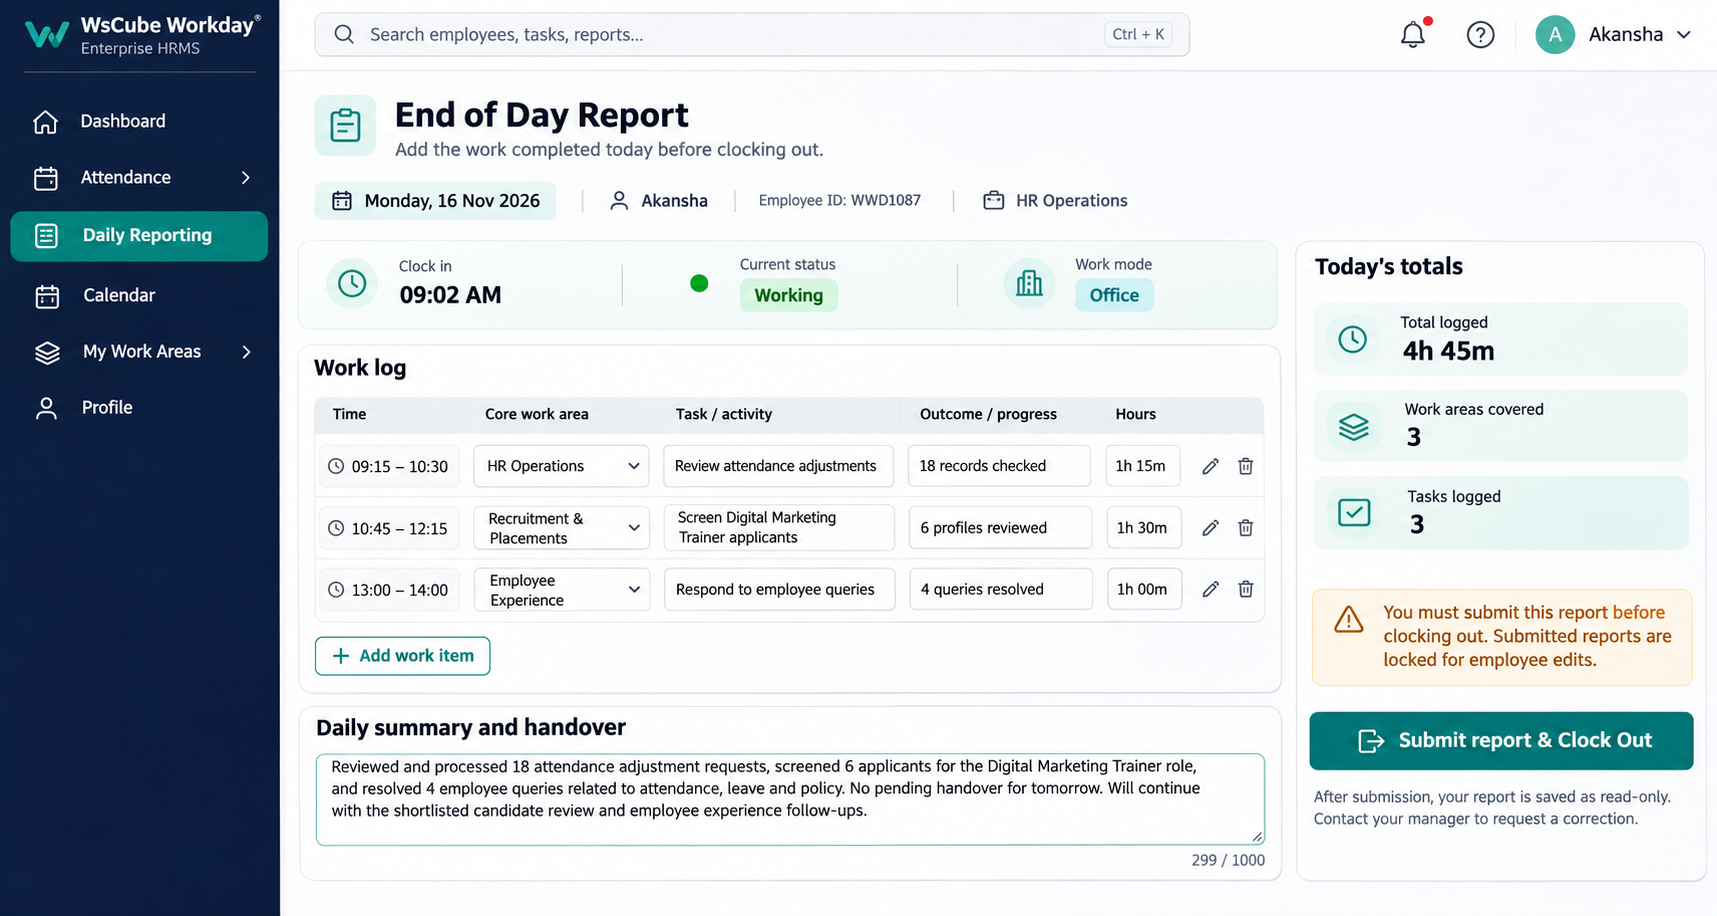 WsCube Workday®
Enterprise HRMS
Dashboard
Attendance
Daily Reporting
Calendar
My Work Areas
Profile
Search employees, tasks, reports...
Ctrl + K
A
Akansha
End of Day Report
Add the work completed today before clocking out.
Monday, 16 Nov 2026
Akansha
Employee ID: WWD1087
HR Operations
Clock in
09:02 AM
Current status
Working
Work mode
Office
Work log
Time Core work area Task / activity Outcome / progress Hours
09:15 – 10:30
HR Operations
Review attendance adjustments
18 records checked
1h 15m
10:45 – 12:15
Recruitment &
Placements
Screen Digital Marketing
Trainer applicants
6 profiles reviewed
1h 30m
13:00 – 14:00
Employee
Experience
Respond to employee queries
4 queries resolved
1h 00m
+ Add work item
Daily summary and handover
Reviewed and processed 18 attendance adjustment requests, screened 6 applicants for the Digital Marketing Trainer role,
and resolved 4 employee queries related to attendance, leave and policy. No pending handover for tomorrow. Will continue
with the shortlisted candidate review and employee experience follow-ups.
299 / 1000
Today's totals
Total logged
4h 45m
Work areas covered
3
Tasks logged
3
You must submit this report before
clocking out. Submitted reports are
locked for employee edits.
Submit report & Clock Out
After submission, your report is saved as read-only.
Contact your manager to request a correction.